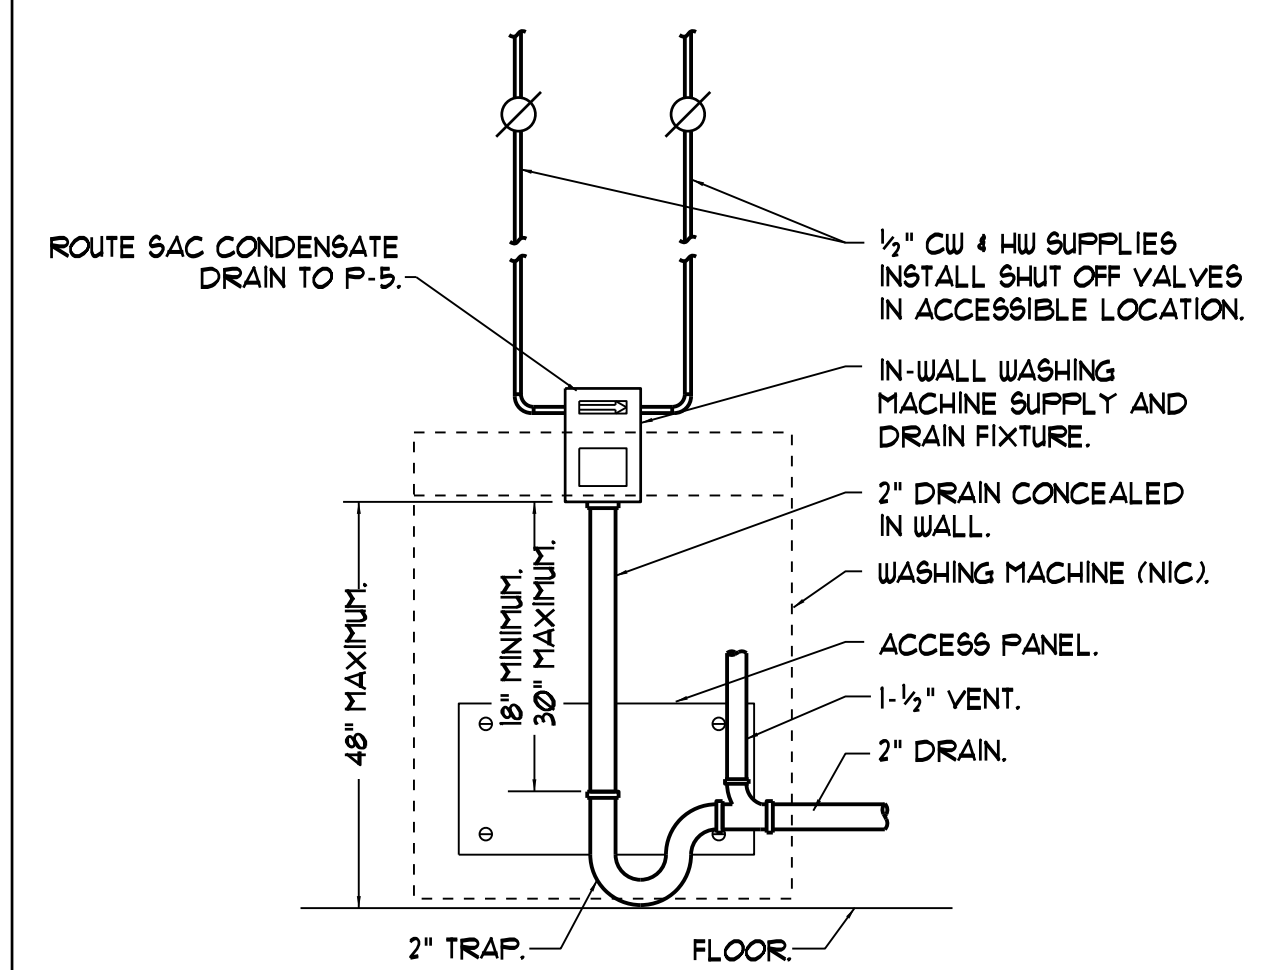 ROUTE SAC CONDENSATE
DRAIN TO P-5.
½" CW & HW SUPPLIES
INSTALL SHUT OFF VALVES
IN ACCESSIBLE LOCATION.
IN-WALL WASHING
MACHINE SUPPLY AND
DRAIN FIXTURE.
2" DRAIN CONCEALED
IN WALL.
WASHING MACHINE (NIC).
48" MAXIMUM.
18" MINIMUM.
30" MAXIMUM.
ACCESS PANEL.
1-½" VENT.
2" DRAIN.
2" TRAP.
FLOOR.